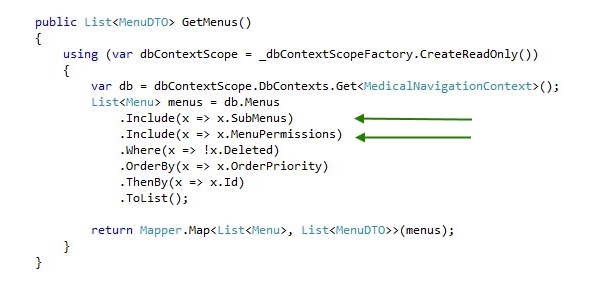 public List<MenuDTO> GetMenus()
{
    using (var dbContextScope = _dbContextScopeFactory.CreateReadOnly())
    {
        var db = dbContextScope.DbContexts.Get<MedicalNavigationContext>();
        List<Menu> menus = db.Menus
            .Include(x => x.SubMenus)
            .Include(x => x.MenuPermissions)
            .Where(x => !x.Deleted)
            .OrderBy(x => x.OrderPriority)
            .ThenBy(x => x.Id)
            .ToList();

        return Mapper.Map<List<Menu>, List<MenuDTO>>(menus);
    }
}